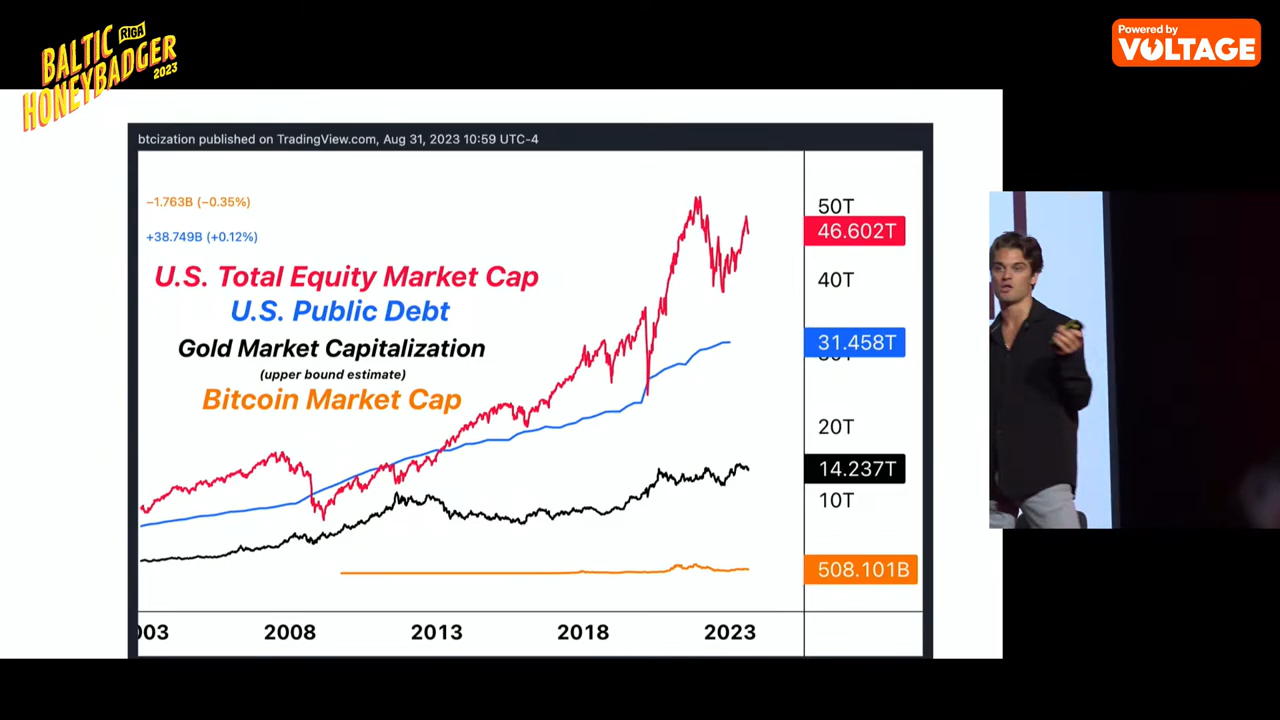 BALTIC
RIGA
HONEYBADGER
2023
Powered by
VOLTAGE
btcization published on TradingView.com, Aug 31, 2023 10:59 UTC-4
−1.763B (−0.35%)
+38.749B (+0.12%)
U.S. Total Equity Market Cap
U.S. Public Debt
Gold Market Capitalization
(upper bound estimate)
Bitcoin Market Cap
50T
46.602T
40T
31.458T
20T
14.237T
10T
508.101B
2008
2013
2018
2023